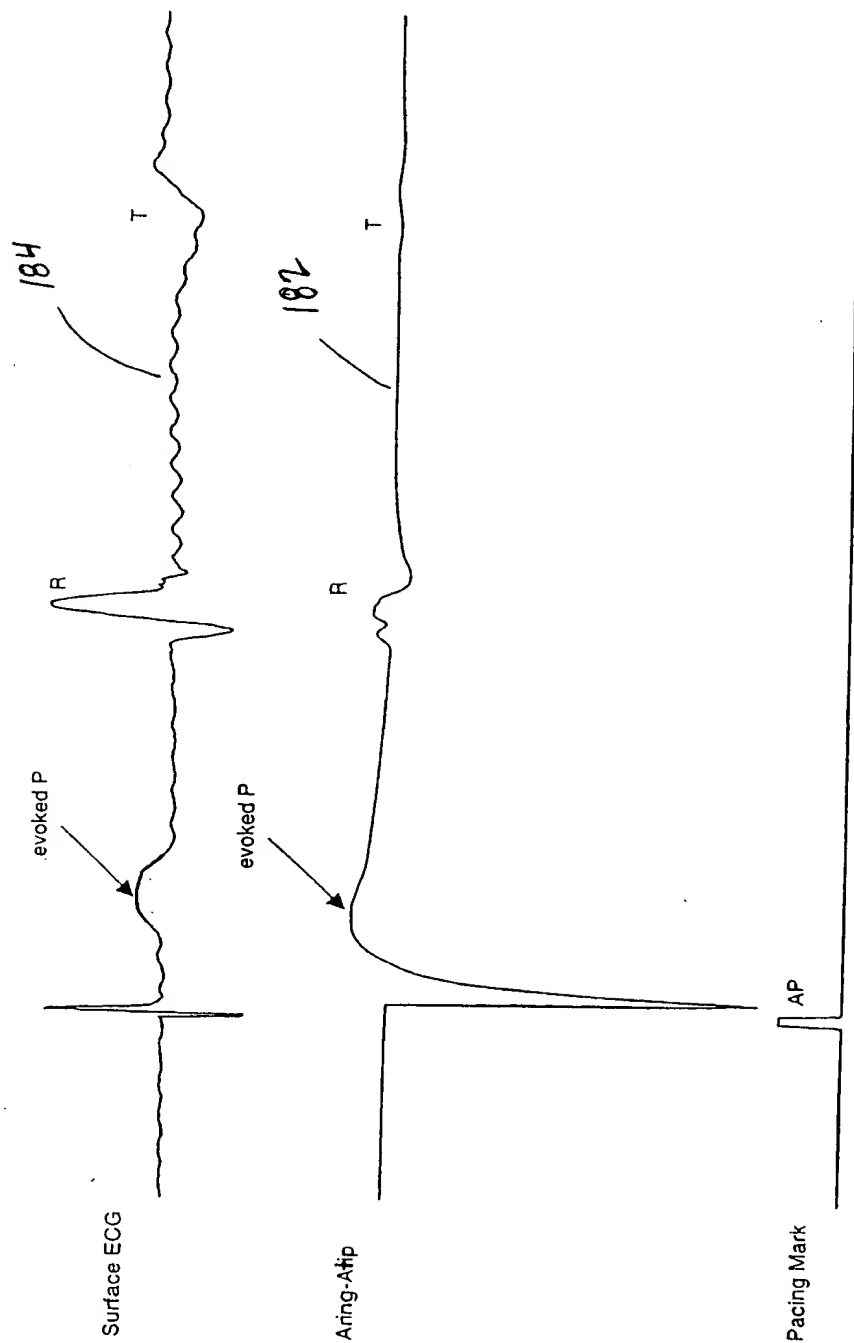 Surface ECG
.evoked P
R
184
T
Aring-Atip
evoked P
R
182
T
Pacing Mark
AP